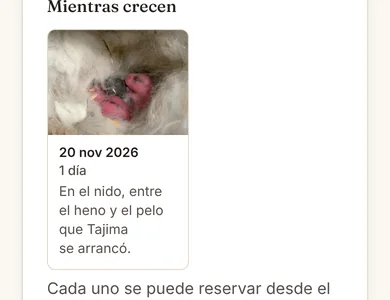 Mientras crecen
20 nov 2026
1 día
En el nido, entre
el heno y el pelo
que Tajima
se arrancó.
Cada uno se puede reservar desde el